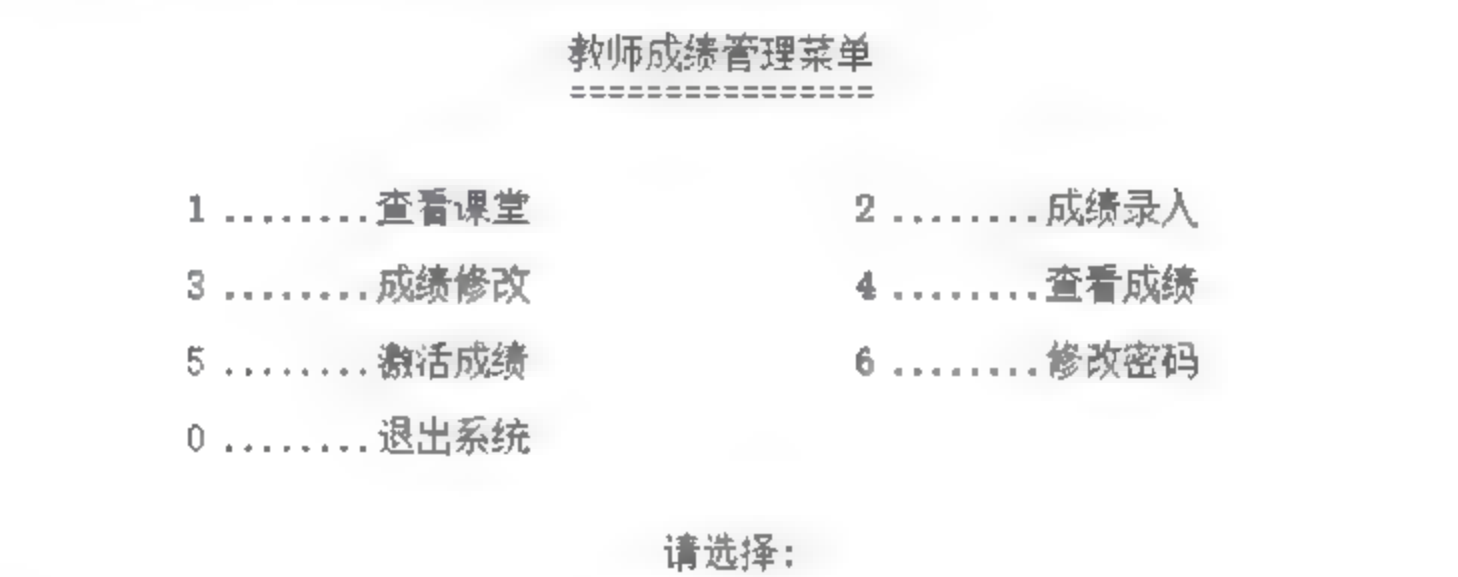 教师成绩管理菜单
================
1 ........查看课堂 2 ........成绩录入
3 ........成绩修改 4 ........查看成绩
5 ........激活成绩 6 ........修改密码
0 ........退出系统
请选择: